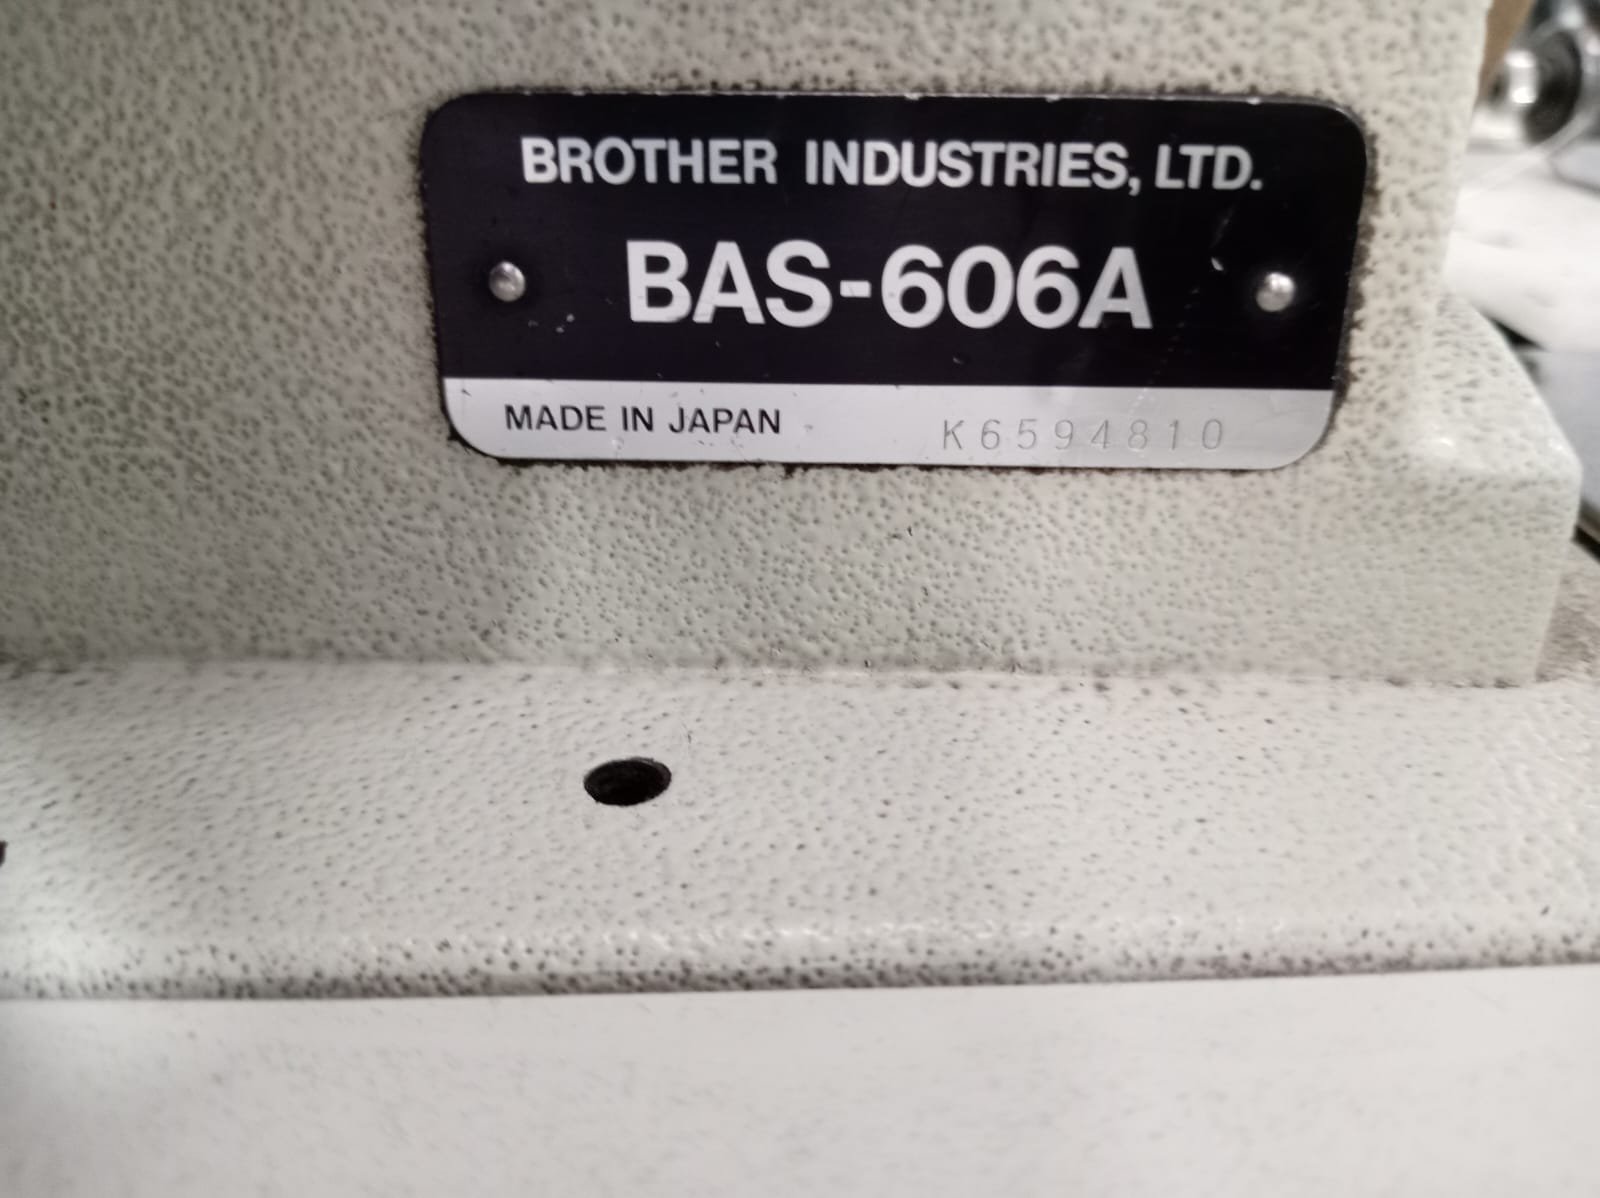 BROTHER INDUSTRIES, LTD.
BAS-606A
MADE IN JAPAN K6594810